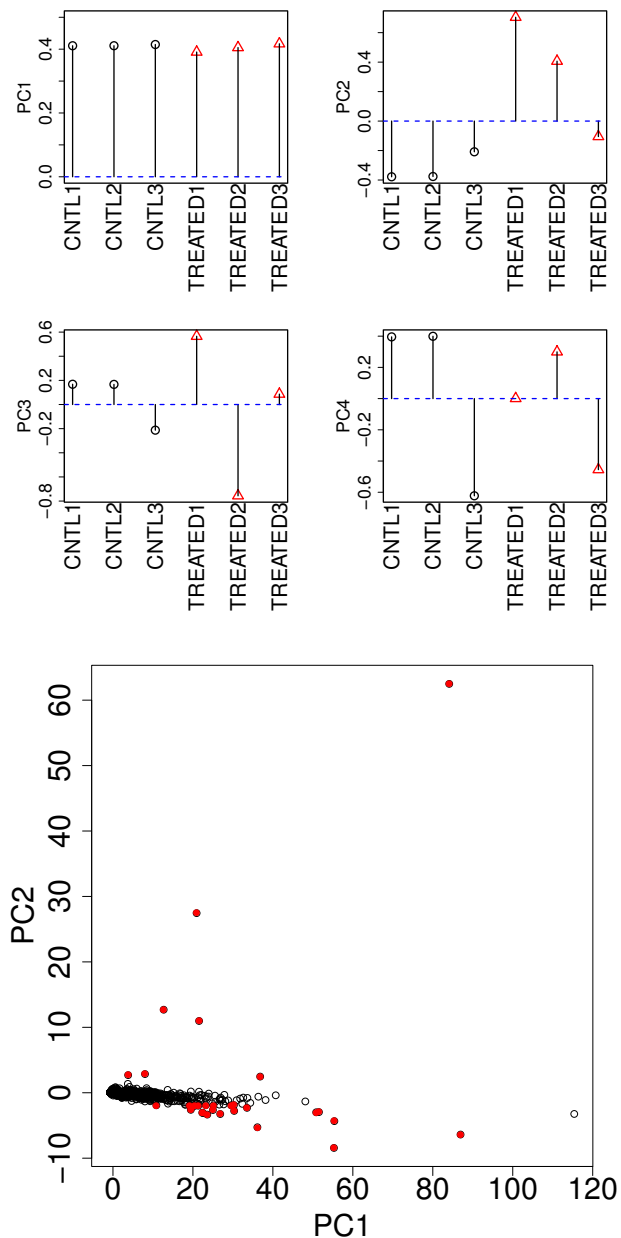 PC1
0.0 0.2 0.4
CNTL1 CNTL2 CNTL3 TREATED1 TREATED2 TREATED3
PC2
−0.4 0.0 0.4
CNTL1 CNTL2 CNTL3 TREATED1 TREATED2 TREATED3
PC3
−0.8 −0.2 0.2 0.6
CNTL1 CNTL2 CNTL3 TREATED1 TREATED2 TREATED3
PC4
−0.6 −0.2 0.2
CNTL1 CNTL2 CNTL3 TREATED1 TREATED2 TREATED3
PC2
60
50
40
30
20
10
0
−10
0 20 40 60 80 100 120
PC1